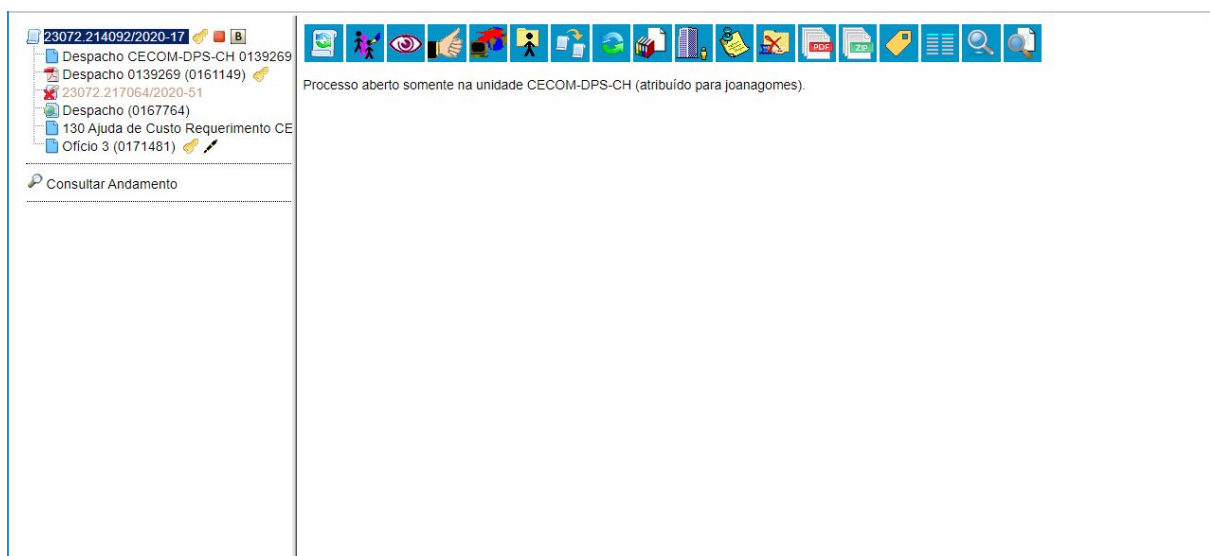 23072.214092/2020-17 B
Despacho CECOM-DPS-CH 0139269
Despacho 0139269 (0161149)
23072.217064/2020-51
Despacho (0167764)
130 Ajuda de Custo Requerimento CE
Ofício 3 (0171481)
Consultar Andamento
PDF ZIP
Processo aberto somente na unidade CECOM-DPS-CH (atribuído para joanagomes).